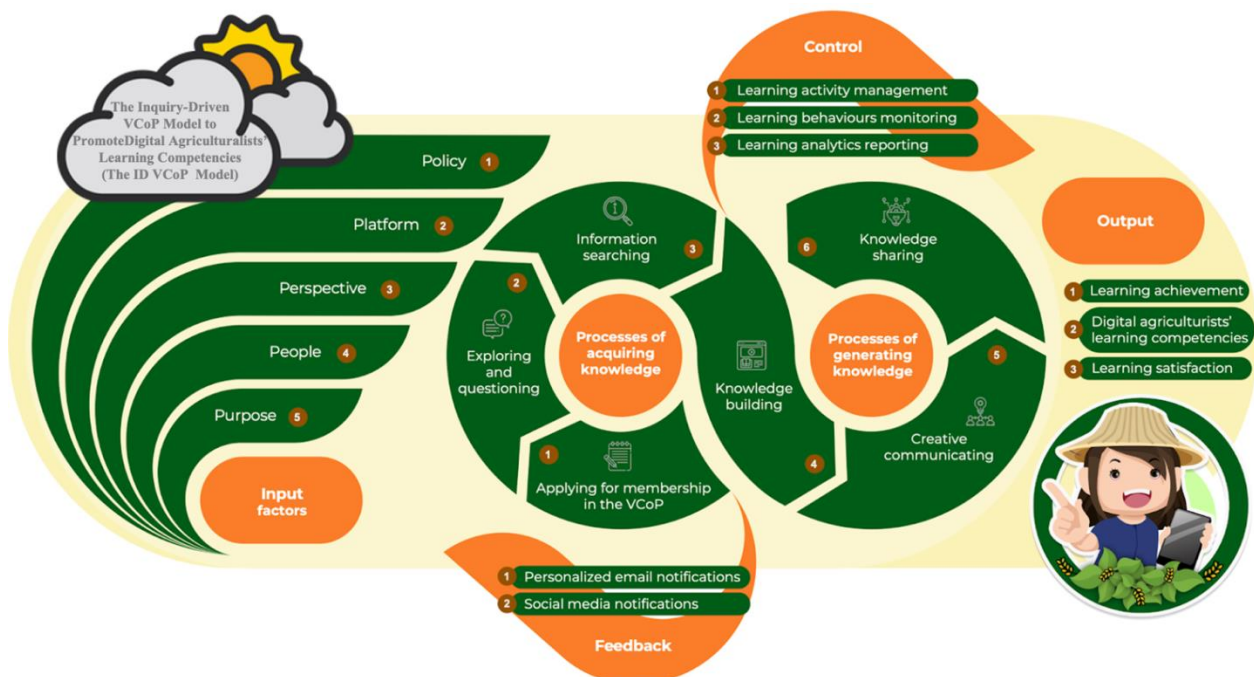 The Inquiry-Driven
VCoP Model to
PromoteDigital Agriculturalists'
Learning Competencies
(The ID VCoP Model)
Policy 1
Platform 2
Perspective 3
People 4
Purpose 5
Input
factors
Control
1 Learning activity management
2 Learning behaviours monitoring
3 Learning analytics reporting
Information
searching
3
2
Exploring
and
questioning
Processes of
acquiring
knowledge
1
Applying for membership
in the VCoP
Knowledge
building
4
Processes of
generating
knowledge
6
Knowledge
sharing
5
Creative
communicating
1 Personalized email notifications
2 Social media notifications
Feedback
Output
1 Learning achievement
2 Digital agriculturists'
learning competencies
3 Learning satisfaction